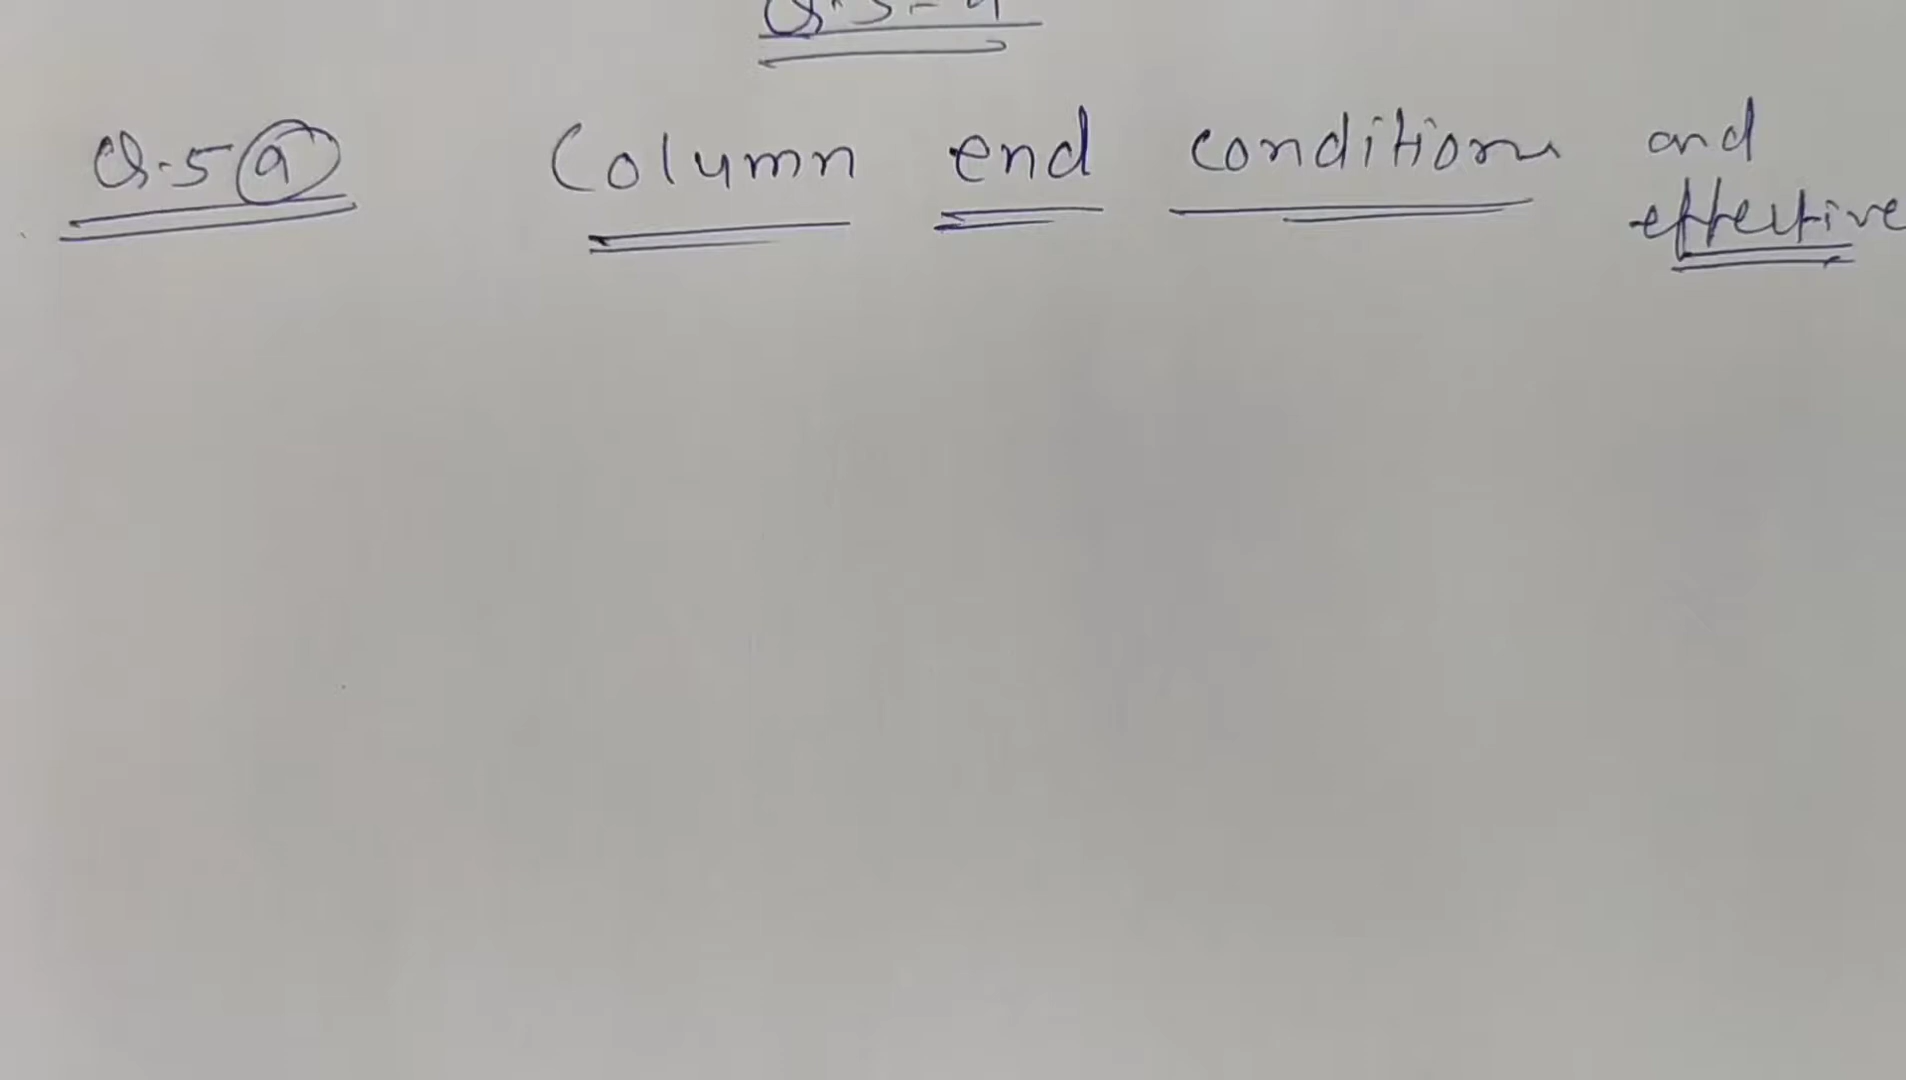 Q.5 a Column end conditions and
effective